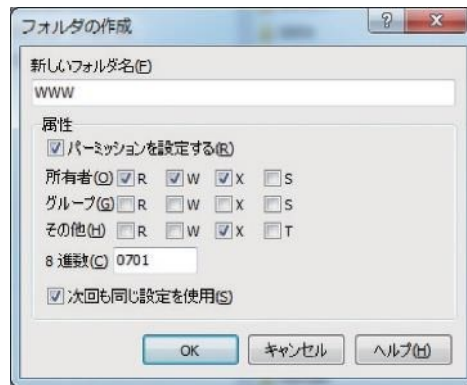 フォルダの作成
新しいフォルダ名(F)
WWW
属性
パーミッションを設定する(R)
所有者(O) R W X S
グループ(G) R W X S
その他(H) R W X T
8進数(C) 0701
次回も同じ設定を使用(S)
OK キャンセル ヘルプ(H)